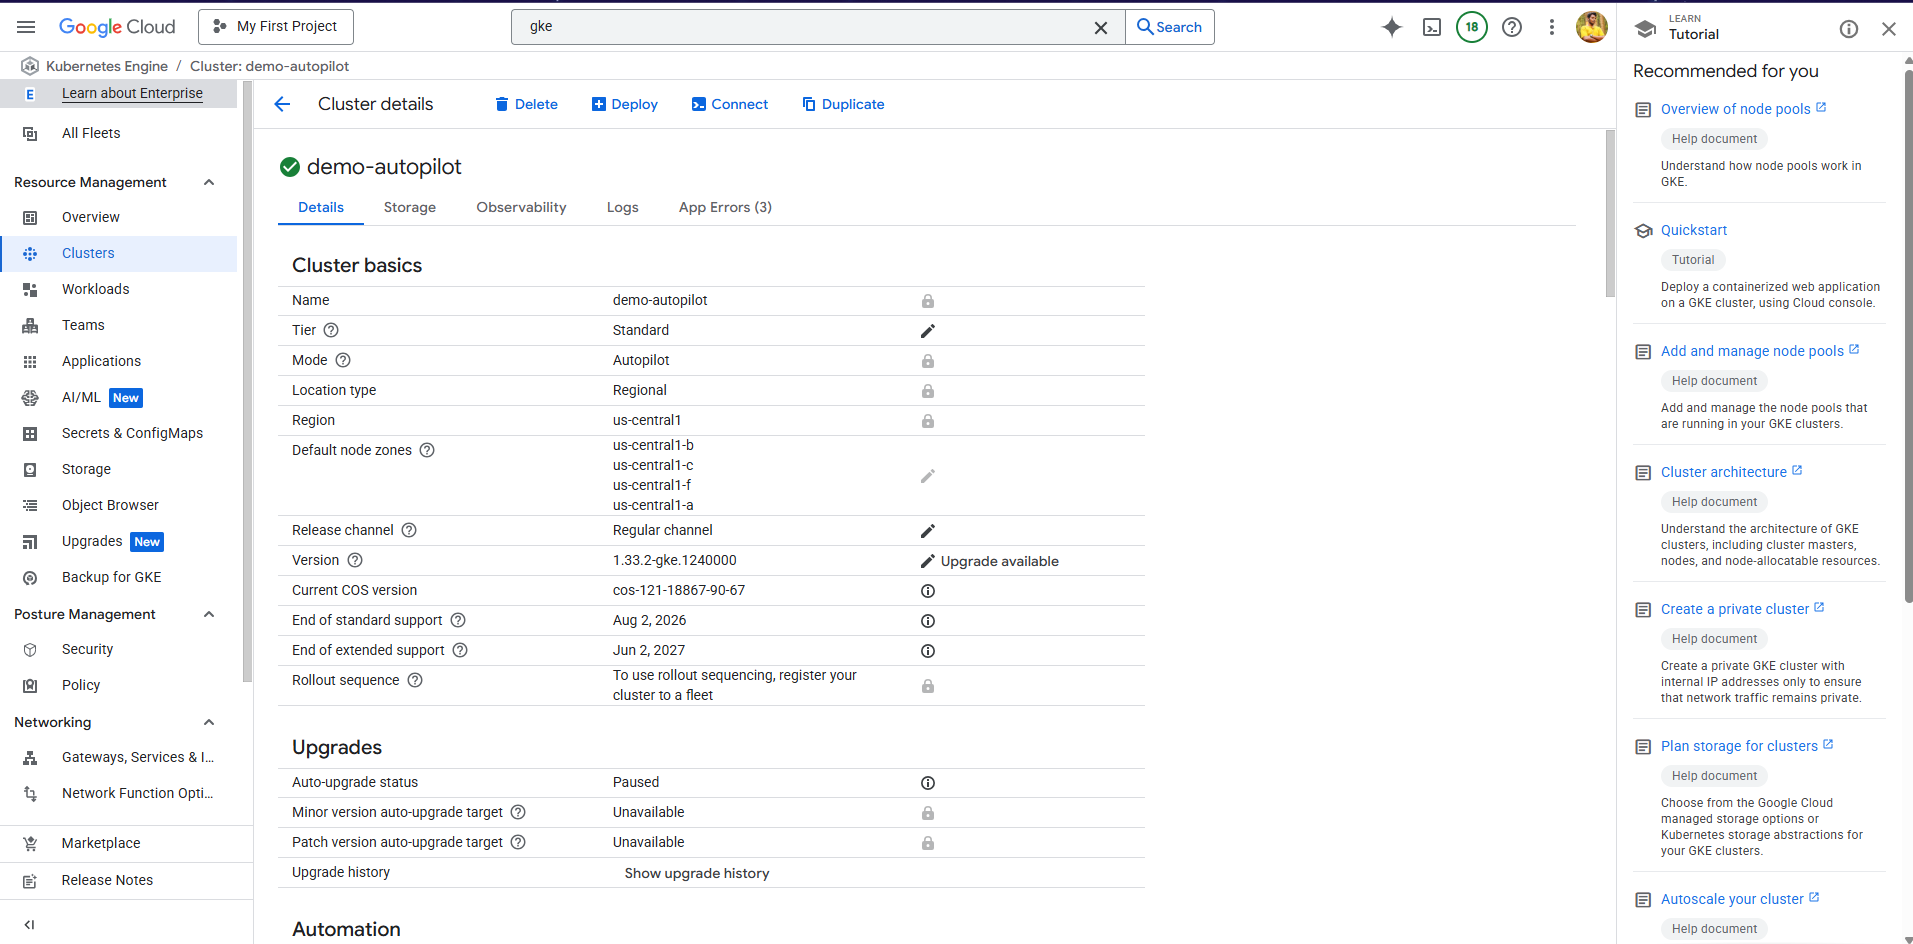 Google Cloud
My First Project
gke
Search
18
Kubernetes Engine / Cluster: demo-autopilot
E Learn about Enterprise
All Fleets
Resource Management
Overview
Clusters
Workloads
Teams
Applications
AI/ML New
Secrets & ConfigMaps
Storage
Object Browser
Upgrades New
Backup for GKE
Posture Management
Security
Policy
Networking
Gateways, Services & I...
Network Function Opti...
Marketplace
Release Notes
Cluster details
Delete
Deploy
Connect
Duplicate
demo-autopilot
Details
Storage
Observability
Logs
App Errors (3)
Cluster basics
Name demo-autopilot
Tier Standard
Mode Autopilot
Location type Regional
Region us-central1
Default node zones us-central1-b
us-central1-c
us-central1-f
us-central1-a
Release channel Regular channel
Version 1.33.2-gke.1240000 Upgrade available
Current COS version cos-121-18867-90-67
End of standard support Aug 2, 2026
End of extended support Jun 2, 2027
Rollout sequence To use rollout sequencing, register your
cluster to a fleet
Upgrades
Auto-upgrade status Paused
Minor version auto-upgrade target Unavailable
Patch version auto-upgrade target Unavailable
Upgrade history Show upgrade history
Automation
LEARN
Tutorial
Recommended for you
Overview of node pools
Help document
Understand how node pools work in
GKE.
Quickstart
Tutorial
Deploy a containerized web application
on a GKE cluster, using Cloud console.
Add and manage node pools
Help document
Add and manage the node pools that
are running in your GKE clusters.
Cluster architecture
Help document
Understand the architecture of GKE
clusters, including cluster masters,
nodes, and node-allocatable resources.
Create a private cluster
Help document
Create a private GKE cluster with
internal IP addresses only to ensure
that network traffic remains private.
Plan storage for clusters
Help document
Choose from the Google Cloud
managed storage options or
Kubernetes storage abstractions for
your GKE clusters.
Autoscale your cluster
Help document